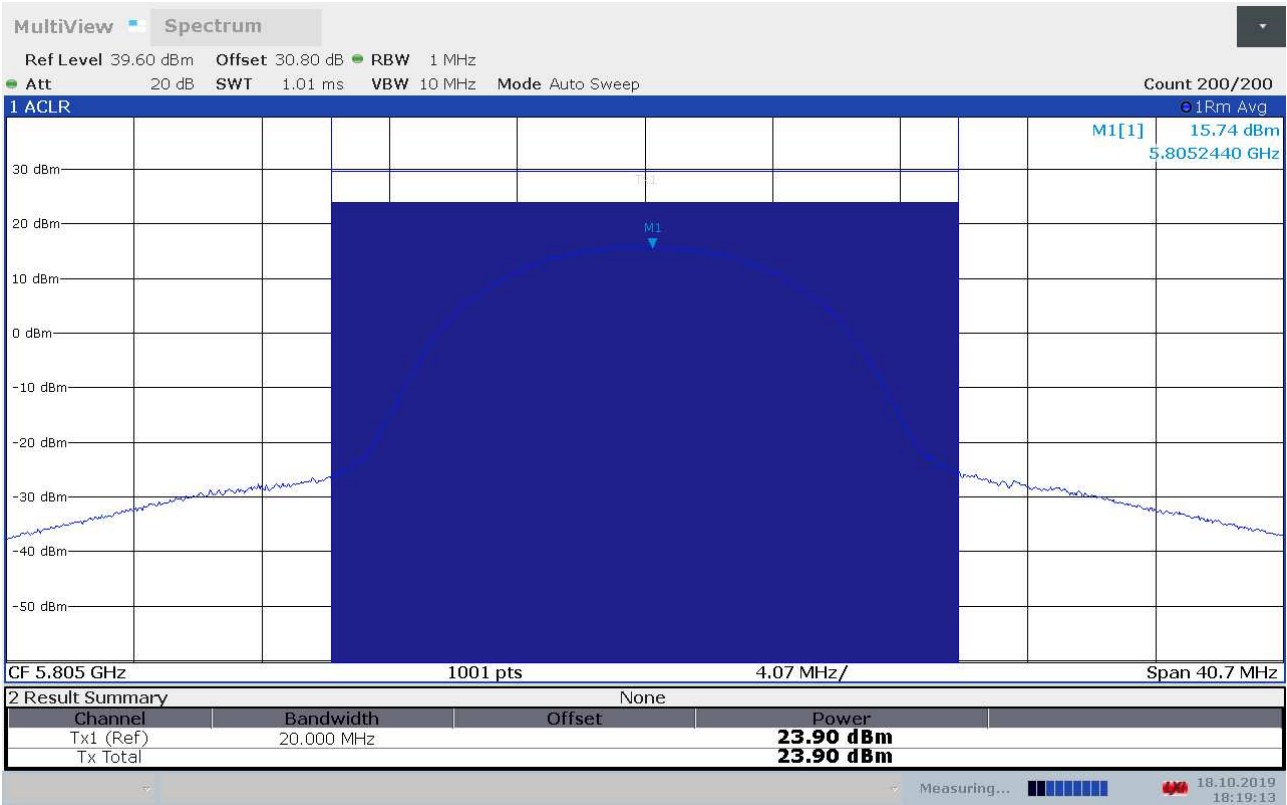 MultiView Spectrum
Ref Level 39.60 dBm Offset 30.80 dB RBW 1 MHz
Att 20 dB SWT 1.01 ms VBW 10 MHz Mode Auto Sweep Count 200/200
1 ACLR 1Rm Avg
M1[1] 15.74 dBm
5.8052440 GHz
30 dBm
Tx1
20 dBm
M1
10 dBm
0 dBm
-10 dBm
-20 dBm
-30 dBm
-40 dBm
-50 dBm
CF 5.805 GHz 1001 pts 4.07 MHz/ Span 40.7 MHz
2 Result Summary None
Channel Bandwidth Offset Power
Tx1 (Ref) 20.000 MHz 23.90 dBm
Tx Total 23.90 dBm
Measuring... 18.10.2019
18:19:13